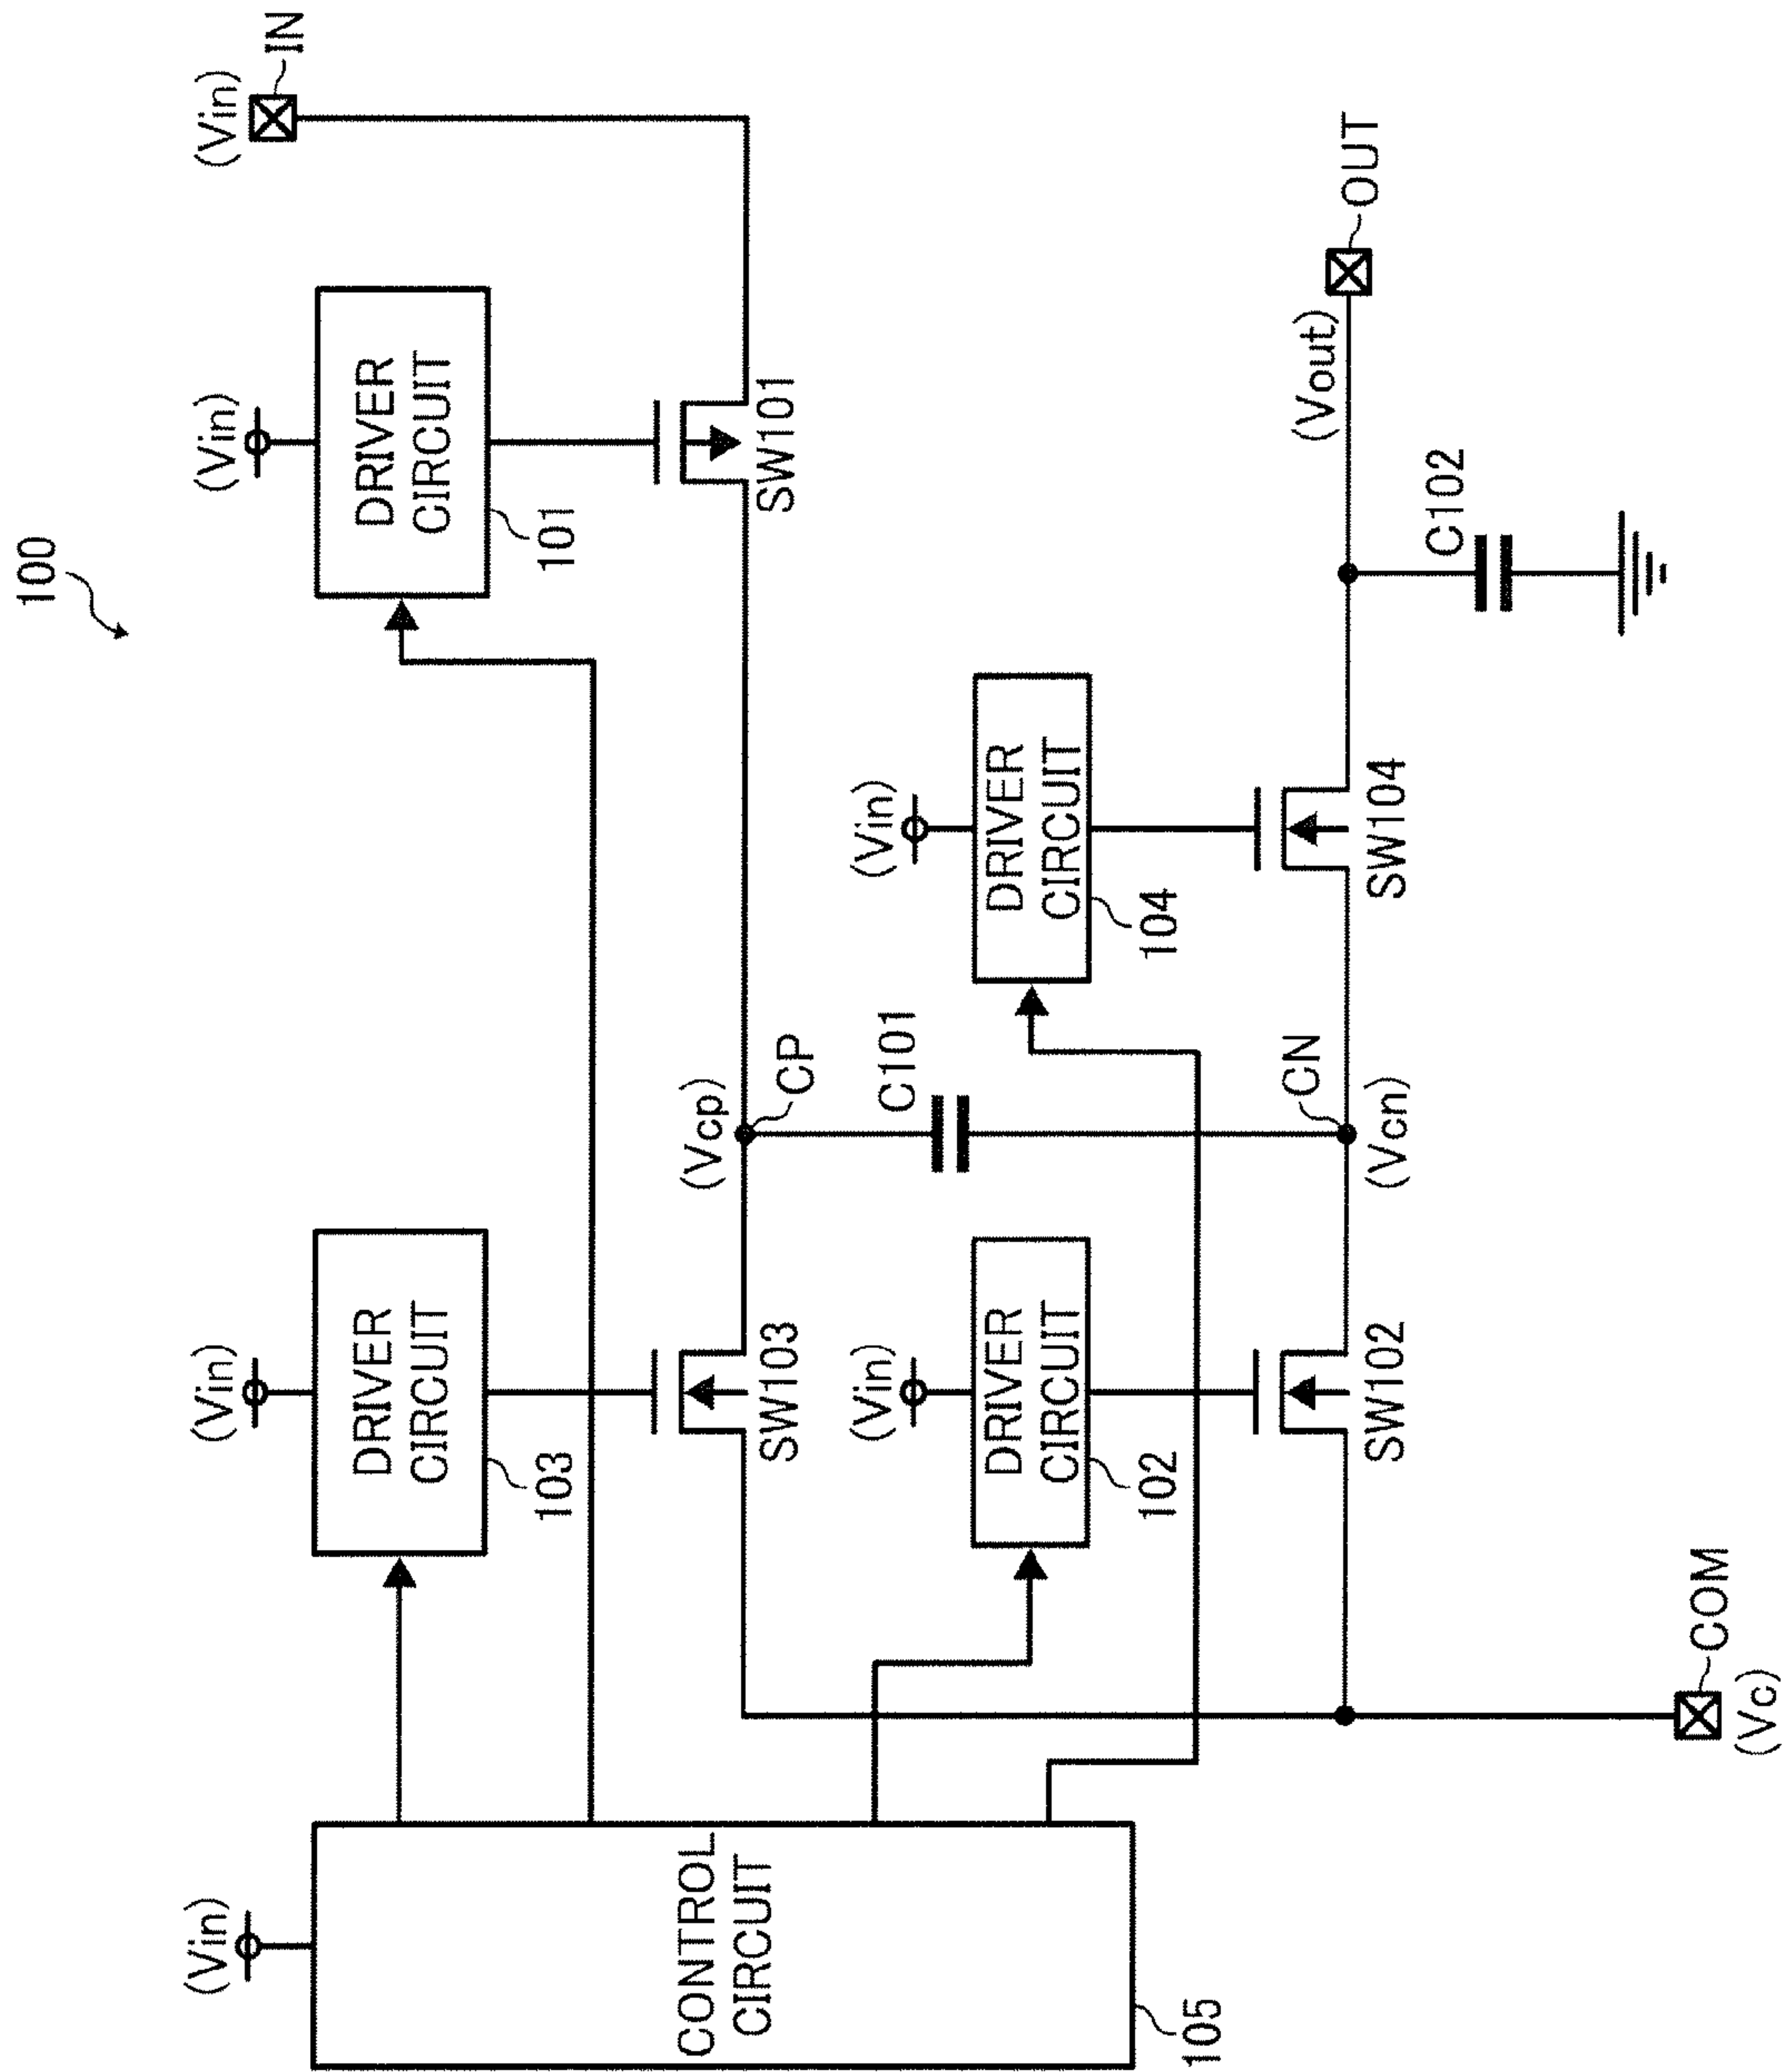 100
(Vin)
CONTROL
CIRCUIT
105
(Vin)
DRIVER
CIRCUIT
103
(Vin)
DRIVER
CIRCUIT
101
(Vin)
IN
SW103
(Vcp)
CP
SW101
(Vin)
DRIVER
CIRCUIT
102
C101
(Vin)
DRIVER
CIRCUIT
104
SW102
CN
(Vcn)
SW104
(Vout)
OUT
C102
COM
(Vc)